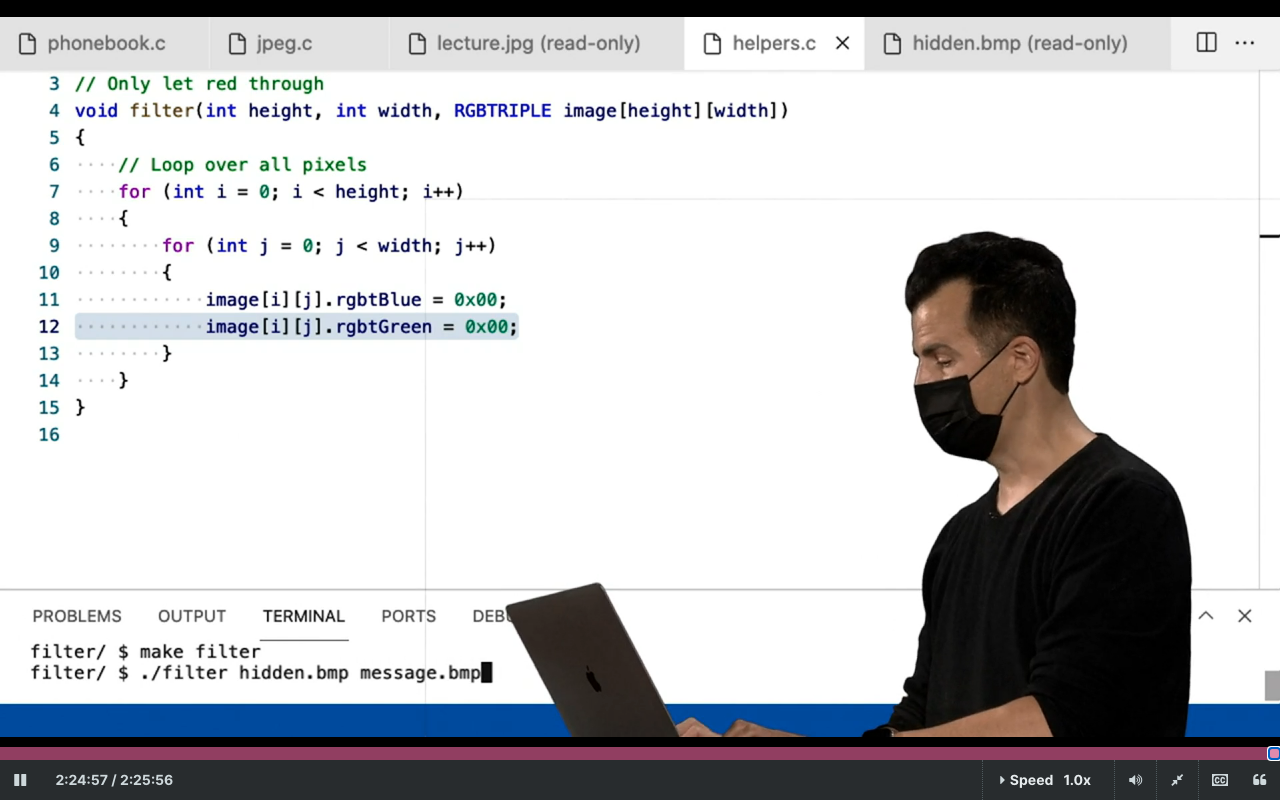 phonebook.c jpeg.c lecture.jpg (read-only) helpers.c hidden.bmp (read-only)
3 // Only let red through
4 void filter(int height, int width, RGBTRIPLE image[height][width])
5 {
6 ····// Loop over all pixels
7 ····for (int i = 0; i < height; i++)
8 ····{
9 ········for (int j = 0; j < width; j++)
10 ········{
11 ············image[i][j].rgbtBlue = 0x00;
12 ············image[i][j].rgbtGreen = 0x00;
13 ········}
14 ····}
15 }
16
PROBLEMS OUTPUT TERMINAL PORTS
filter/ $ make filter
filter/ $ ./filter hidden.bmp message.bmp
2:24:57 / 2:25:56 Speed 1.0x CC